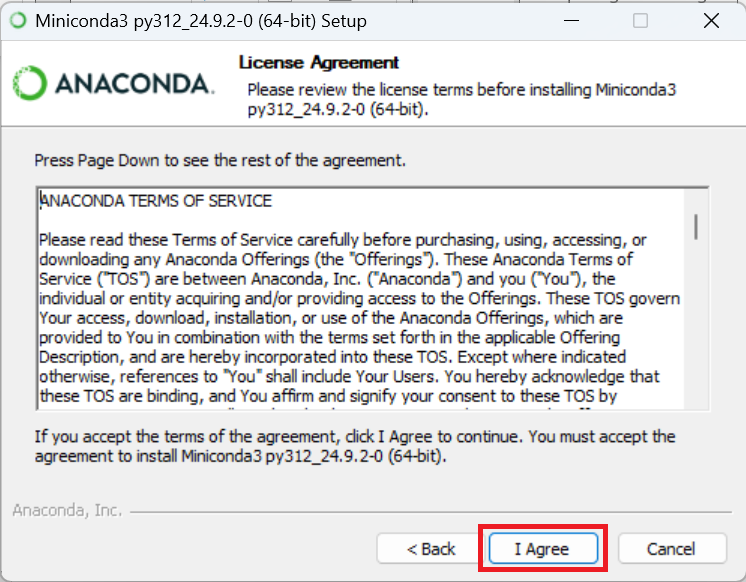 Miniconda3 py312_24.9.2-0 (64-bit) Setup
ANACONDA.
License Agreement
Please review the license terms before installing Miniconda3
py312_24.9.2-0 (64-bit).
Press Page Down to see the rest of the agreement.
ANACONDA TERMS OF SERVICE
Please read these Terms of Service carefully before purchasing, using, accessing, or
downloading any Anaconda Offerings (the "Offerings"). These Anaconda Terms of
Service ("TOS") are between Anaconda, Inc. ("Anaconda") and you ("You"), the
individual or entity acquiring and/or providing access to the Offerings. These TOS govern
Your access, download, installation, or use of the Anaconda Offerings, which are
provided to You in combination with the terms set forth in the applicable Offering
Description, and are hereby incorporated into these TOS. Except where indicated
otherwise, references to "You" shall include Your Users. You hereby acknowledge that
these TOS are binding, and You affirm and signify your consent to these TOS by
If you accept the terms of the agreement, click I Agree to continue. You must accept the
agreement to install Miniconda3 py312_24.9.2-0 (64-bit).
Anaconda, Inc.
< Back
I Agree
Cancel